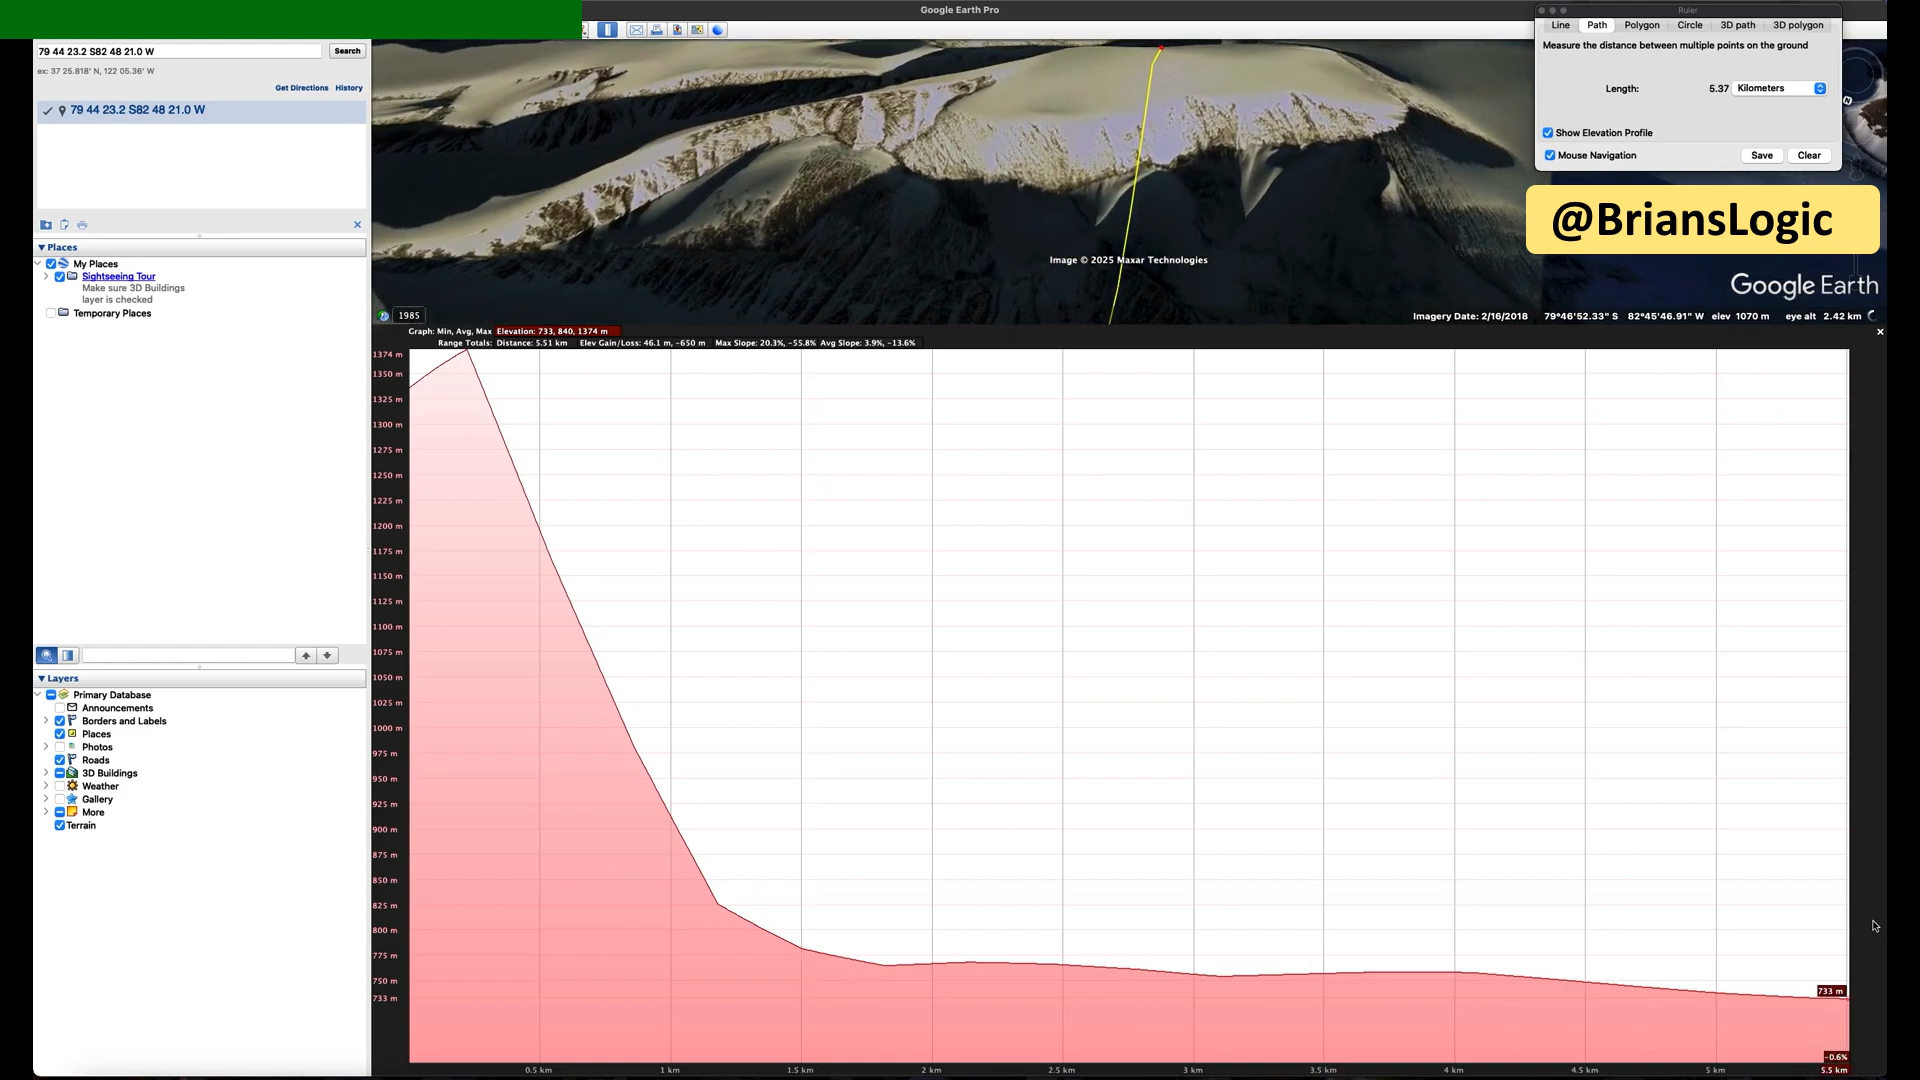 Google Earth Pro
Ruler
Line Path Polygon Circle 3D path 3D polygon
Measure the distance between multiple points on the ground
Length: 5.37 Kilometers
Show Elevation Profile
Mouse Navigation Save Clear
@BriansLogic
79 44 23.2 S82 48 21.0 W Search
ex: 37 25.818' N, 122 05.36' W
Get Directions History
79 44 23.2 S82 48 21.0 W
Places
My Places
Sightseeing Tour
Make sure 3D Buildings
layer is checked
Temporary Places
Layers
Primary Database
Announcements
Borders and Labels
Places
Photos
Roads
3D Buildings
Weather
Gallery
More
Terrain
N
Image © 2025 Maxar Technologies
Google Earth
1985
Imagery Date: 2/16/2018 79°46'52.33" S 82°45'46.91" W elev 1070 m eye alt 2.42 km
Graph: Min, Avg, Max Elevation: 733, 840, 1374 m
Range Totals: Distance: 5.51 km Elev Gain/Loss: 46.1 m, -650 m Max Slope: 20.3%, -55.8% Avg Slope: 3.9%, -13.6%
1374 m
1350 m
1325 m
1300 m
1275 m
1250 m
1225 m
1200 m
1175 m
1150 m
1125 m
1100 m
1075 m
1050 m
1025 m
1000 m
975 m
950 m
925 m
900 m
875 m
850 m
825 m
800 m
775 m
750 m
733 m
733 m
-0.6%
0.5 km 1 km 1.5 km 2 km 2.5 km 3 km 3.5 km 4 km 4.5 km 5 km 5.5 km